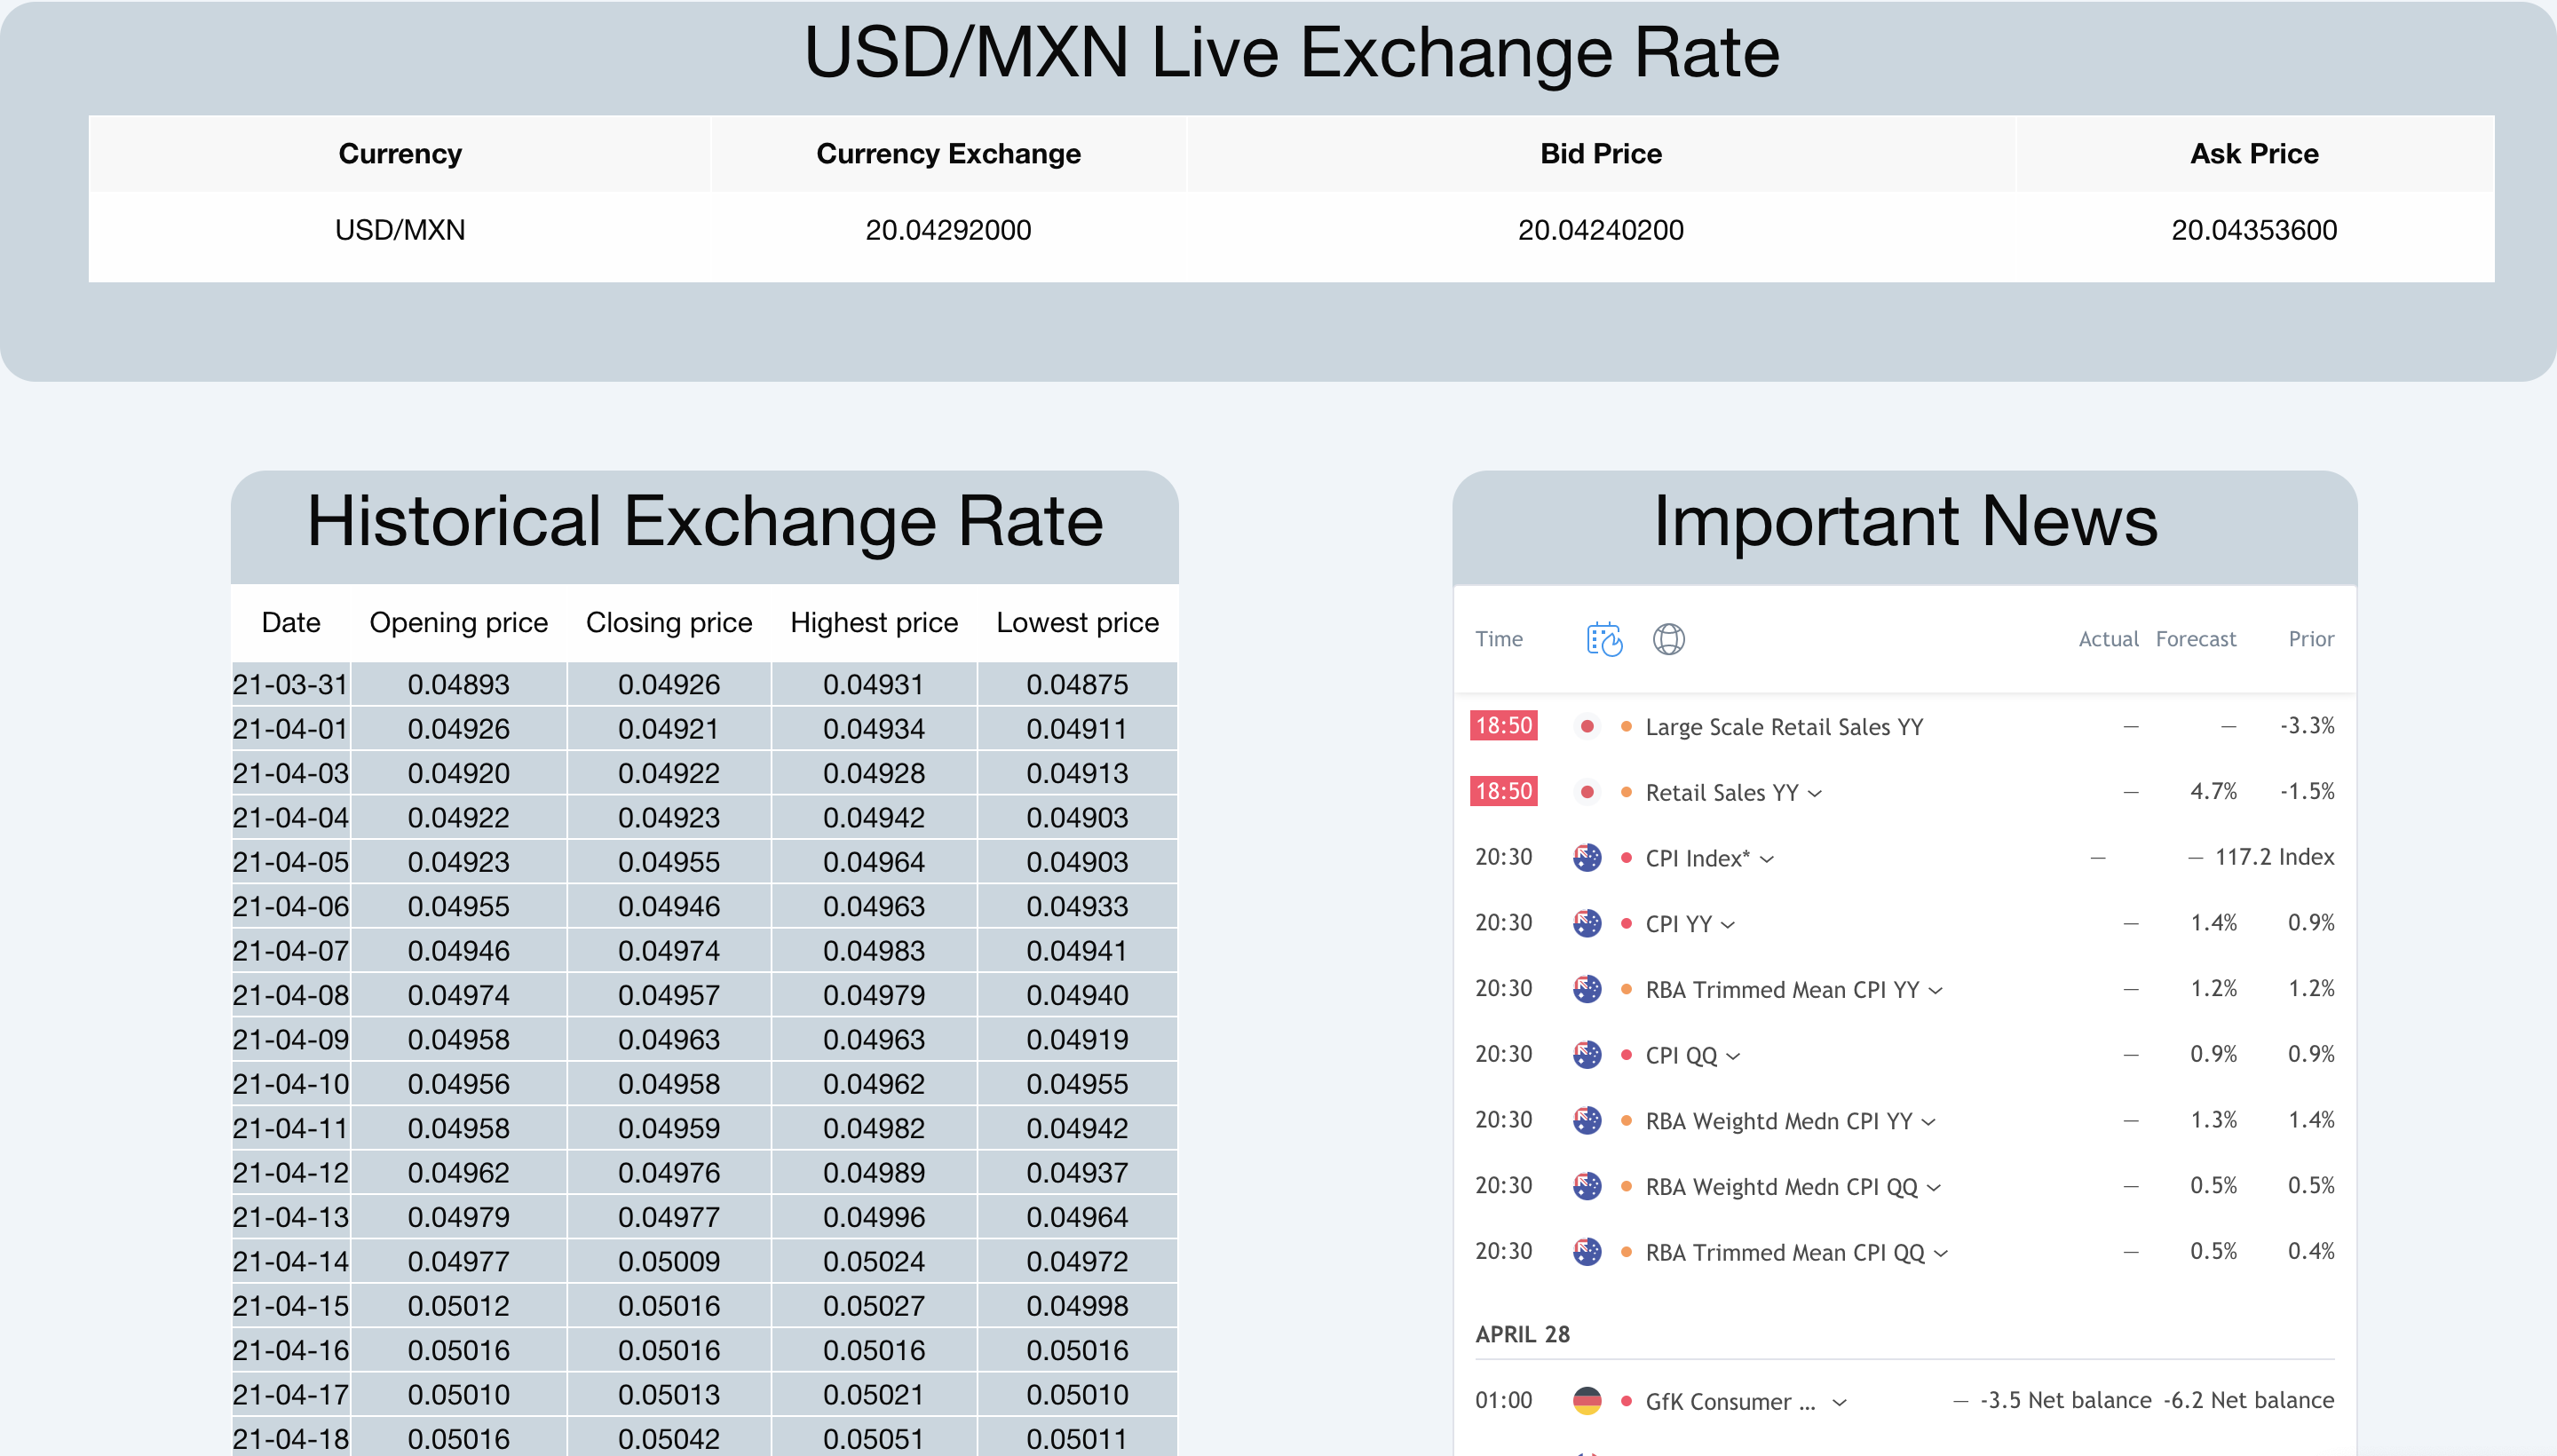 USD/MXN Live Exchange Rate
Currency Currency Exchange Bid Price Ask Price
USD/MXN 20.04292000 20.04240200 20.04353600
Historical Exchange Rate
Date Opening price Closing price Highest price Lowest price
21-03-31 0.04893 0.04926 0.04931 0.04875
21-04-01 0.04926 0.04921 0.04934 0.04911
21-04-03 0.04920 0.04922 0.04928 0.04913
21-04-04 0.04922 0.04923 0.04942 0.04903
21-04-05 0.04923 0.04955 0.04964 0.04903
21-04-06 0.04955 0.04946 0.04963 0.04933
21-04-07 0.04946 0.04974 0.04983 0.04941
21-04-08 0.04974 0.04957 0.04979 0.04940
21-04-09 0.04958 0.04963 0.04963 0.04919
21-04-10 0.04956 0.04958 0.04962 0.04955
21-04-11 0.04958 0.04959 0.04982 0.04942
21-04-12 0.04962 0.04976 0.04989 0.04937
21-04-13 0.04979 0.04977 0.04996 0.04964
21-04-14 0.04977 0.05009 0.05024 0.04972
21-04-15 0.05012 0.05016 0.05027 0.04998
21-04-16 0.05016 0.05016 0.05016 0.05016
21-04-17 0.05010 0.05013 0.05021 0.05010
21-04-18 0.05016 0.05042 0.05051 0.05011
Important News
Time Actual Forecast Prior
18:50 Large Scale Retail Sales YY — — -3.3%
18:50 Retail Sales YY — 4.7% -1.5%
20:30 CPI Index* — — 117.2 Index
20:30 CPI YY — 1.4% 0.9%
20:30 RBA Trimmed Mean CPI YY — 1.2% 1.2%
20:30 CPI QQ — 0.9% 0.9%
20:30 RBA Weightd Medn CPI YY — 1.3% 1.4%
20:30 RBA Weightd Medn CPI QQ — 0.5% 0.5%
20:30 RBA Trimmed Mean CPI QQ — 0.5% 0.4%
APRIL 28
01:00 GfK Consumer ... — -3.5 Net balance -6.2 Net balance